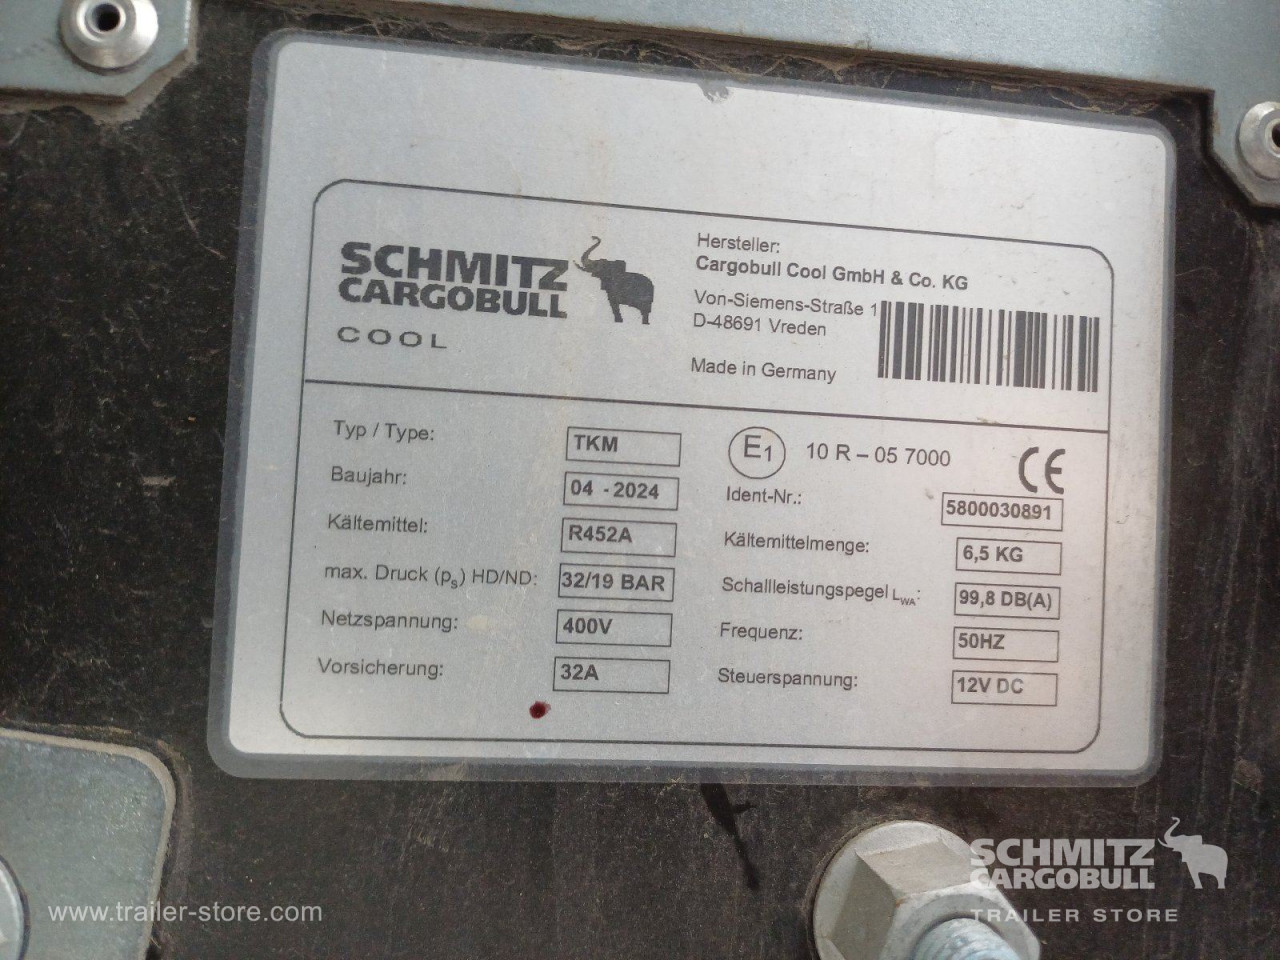 SCHMITZ
CARGOBULL
COOL
Hersteller:
Cargobull Cool GmbH & Co. KG
Von-Siemens-Straße 1
D-48691 Vreden
Made in Germany
Typ / Type: TKM
Baujahr: 04 - 2024
Kältemittel: R452A
max. Druck (ps) HD/ND: 32/19 BAR
Netzspannung: 400V
Vorsicherung: 32A
E1 10 R – 05 7000 CE
Ident-Nr.: 5800030891
Kältemittelmenge: 6,5 KG
Schallleistungspegel LWA: 99,8 DB(A)
Frequenz: 50HZ
Steuerspannung: 12V DC
www.trailer-store.com
SCHMITZ
CARGOBULL
TRAILER STORE